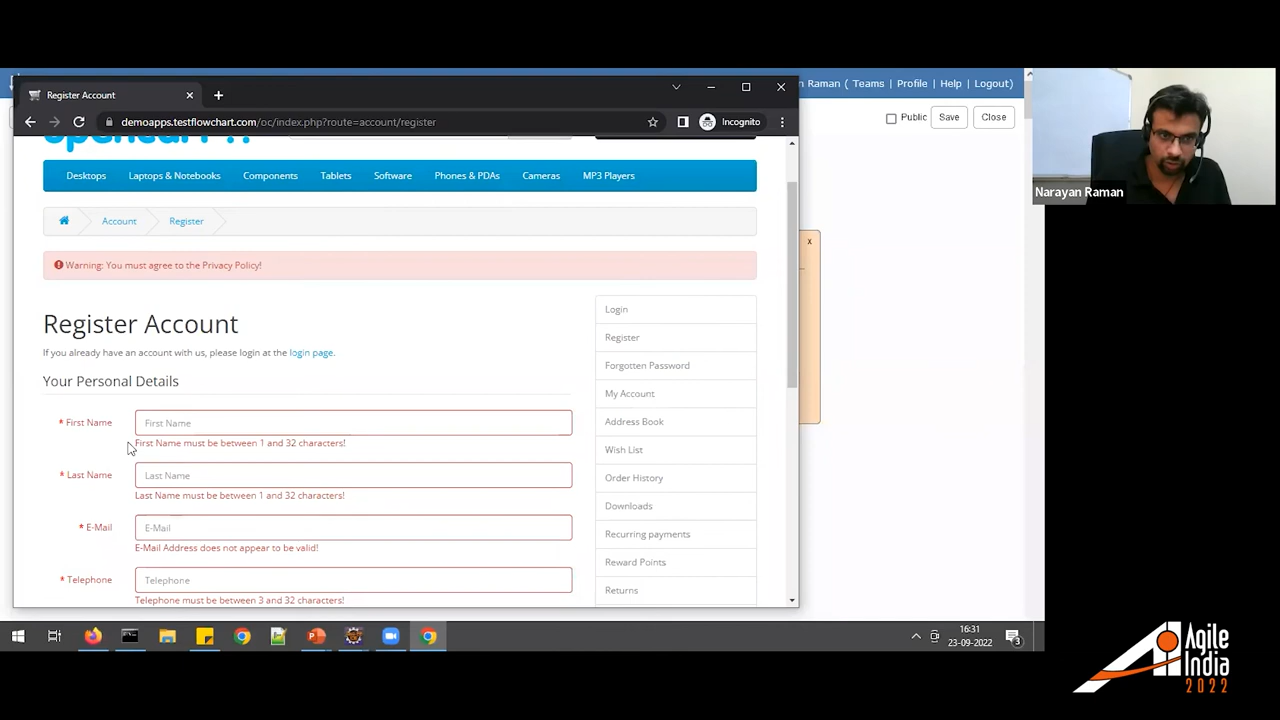 Register Account
n Raman ( Teams | Profile | Help | Logout)
demoapps.testflowchart.com/oc/index.php?route=account/register
Incognito
Public
Save
Close
Desktops
Laptops & Notebooks
Components
Tablets
Software
Phones & PDAs
Cameras
MP3 Players
Account
Register
Warning: You must agree to the Privacy Policy!
x
Register Account
If you already have an account with us, please login at the login page.
Your Personal Details
* First Name
First Name
First Name must be between 1 and 32 characters!
* Last Name
Last Name
Last Name must be between 1 and 32 characters!
* E-Mail
E-Mail
E-Mail Address does not appear to be valid!
* Telephone
Telephone
Telephone must be between 3 and 32 characters!
Login
Register
Forgotten Password
My Account
Address Book
Wish List
Order History
Downloads
Recurring payments
Reward Points
Returns
Narayan Raman
16:31
23-09-2022
3
Agile
India
2022